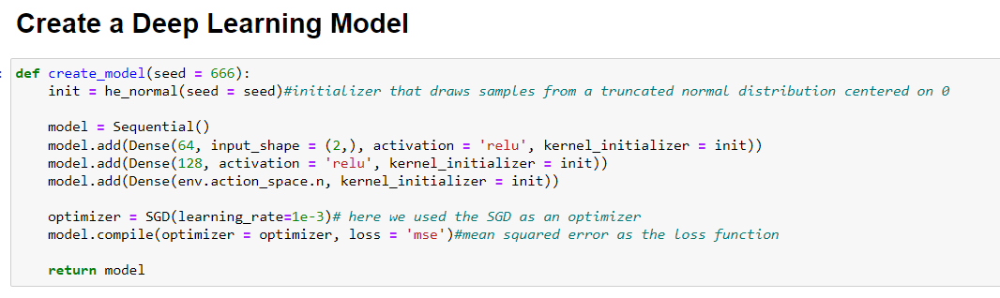 Create a Deep Learning Model
: def create_model(seed = 666):
    init = he_normal(seed = seed)#initializer that draws samples from a truncated normal distribution centered on 0
    model = Sequential()
    model.add(Dense(64, input_shape = (2,), activation = 'relu', kernel_initializer = init))
    model.add(Dense(128, activation = 'relu', kernel_initializer = init))
    model.add(Dense(env.action_space.n, kernel_initializer = init))
    optimizer = SGD(learning_rate=1e-3)# here we used the SGD as an optimizer
    model.compile(optimizer = optimizer, loss = 'mse')#mean squared error as the loss function
    return model